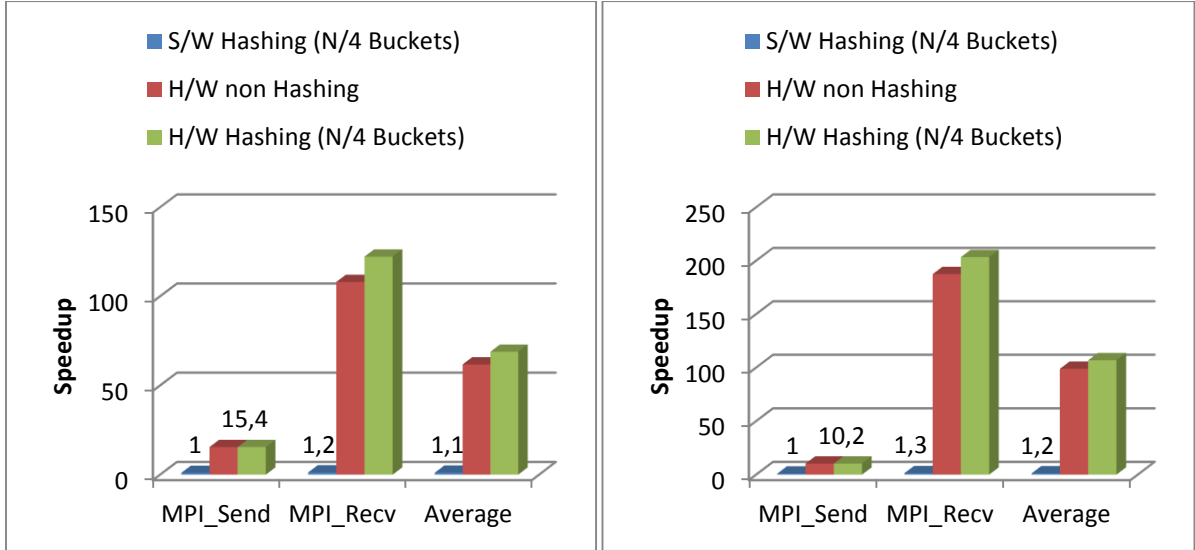 S/W Hashing (N/4 Buckets)
H/W non Hashing
H/W Hashing (N/4 Buckets)
150
100
50
0
Speedup
1
15,4
1,2
1,1
MPI_Send MPI_Recv Average
S/W Hashing (N/4 Buckets)
H/W non Hashing
H/W Hashing (N/4 Buckets)
250
200
150
100
50
0
Speedup
1
10,2
1,3
1,2
MPI_Send MPI_Recv Average